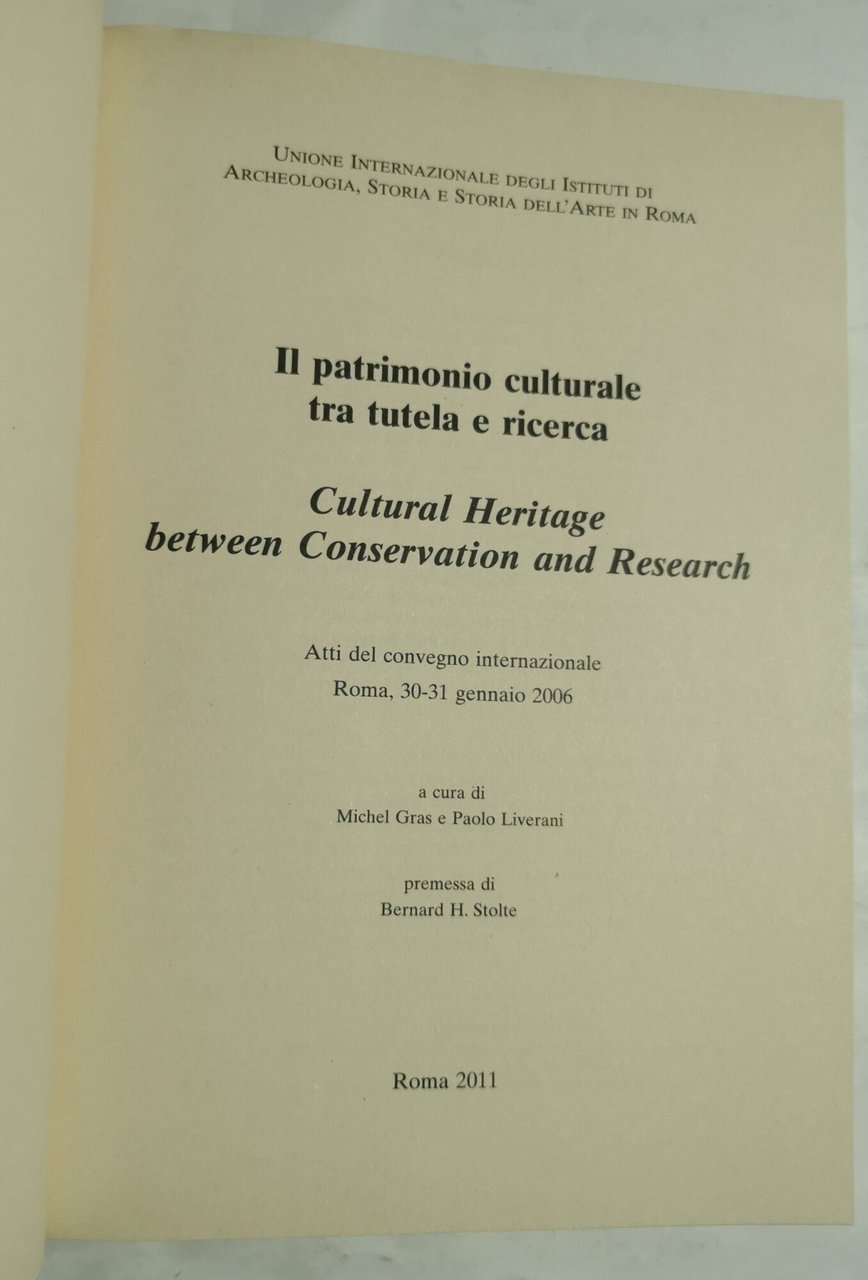 Unione Internazionale degli Istituti di
Archeologia, Storia e Storia dell'Arte in Roma
Il patrimonio culturale
tra tutela e ricerca
Cultural Heritage
between Conservation and Research
Atti del convegno internazionale
Roma, 30-31 gennaio 2006
a cura di
Michel Gras e Paolo Liverani
premessa di
Bernard H. Stolte
Roma 2011